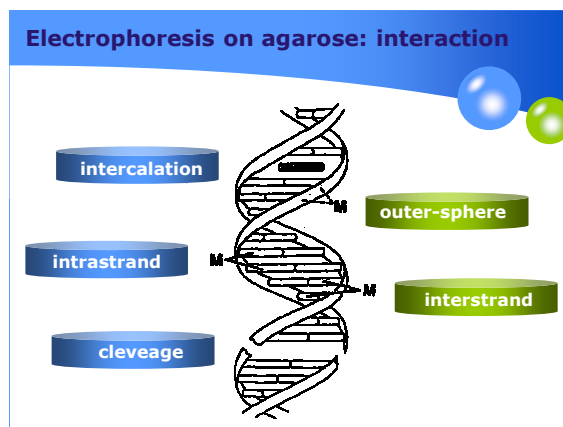 Electrophoresis on agarose: interaction
intercalation
M
outer-sphere
intrastrand
M
M
interstrand
cleveage